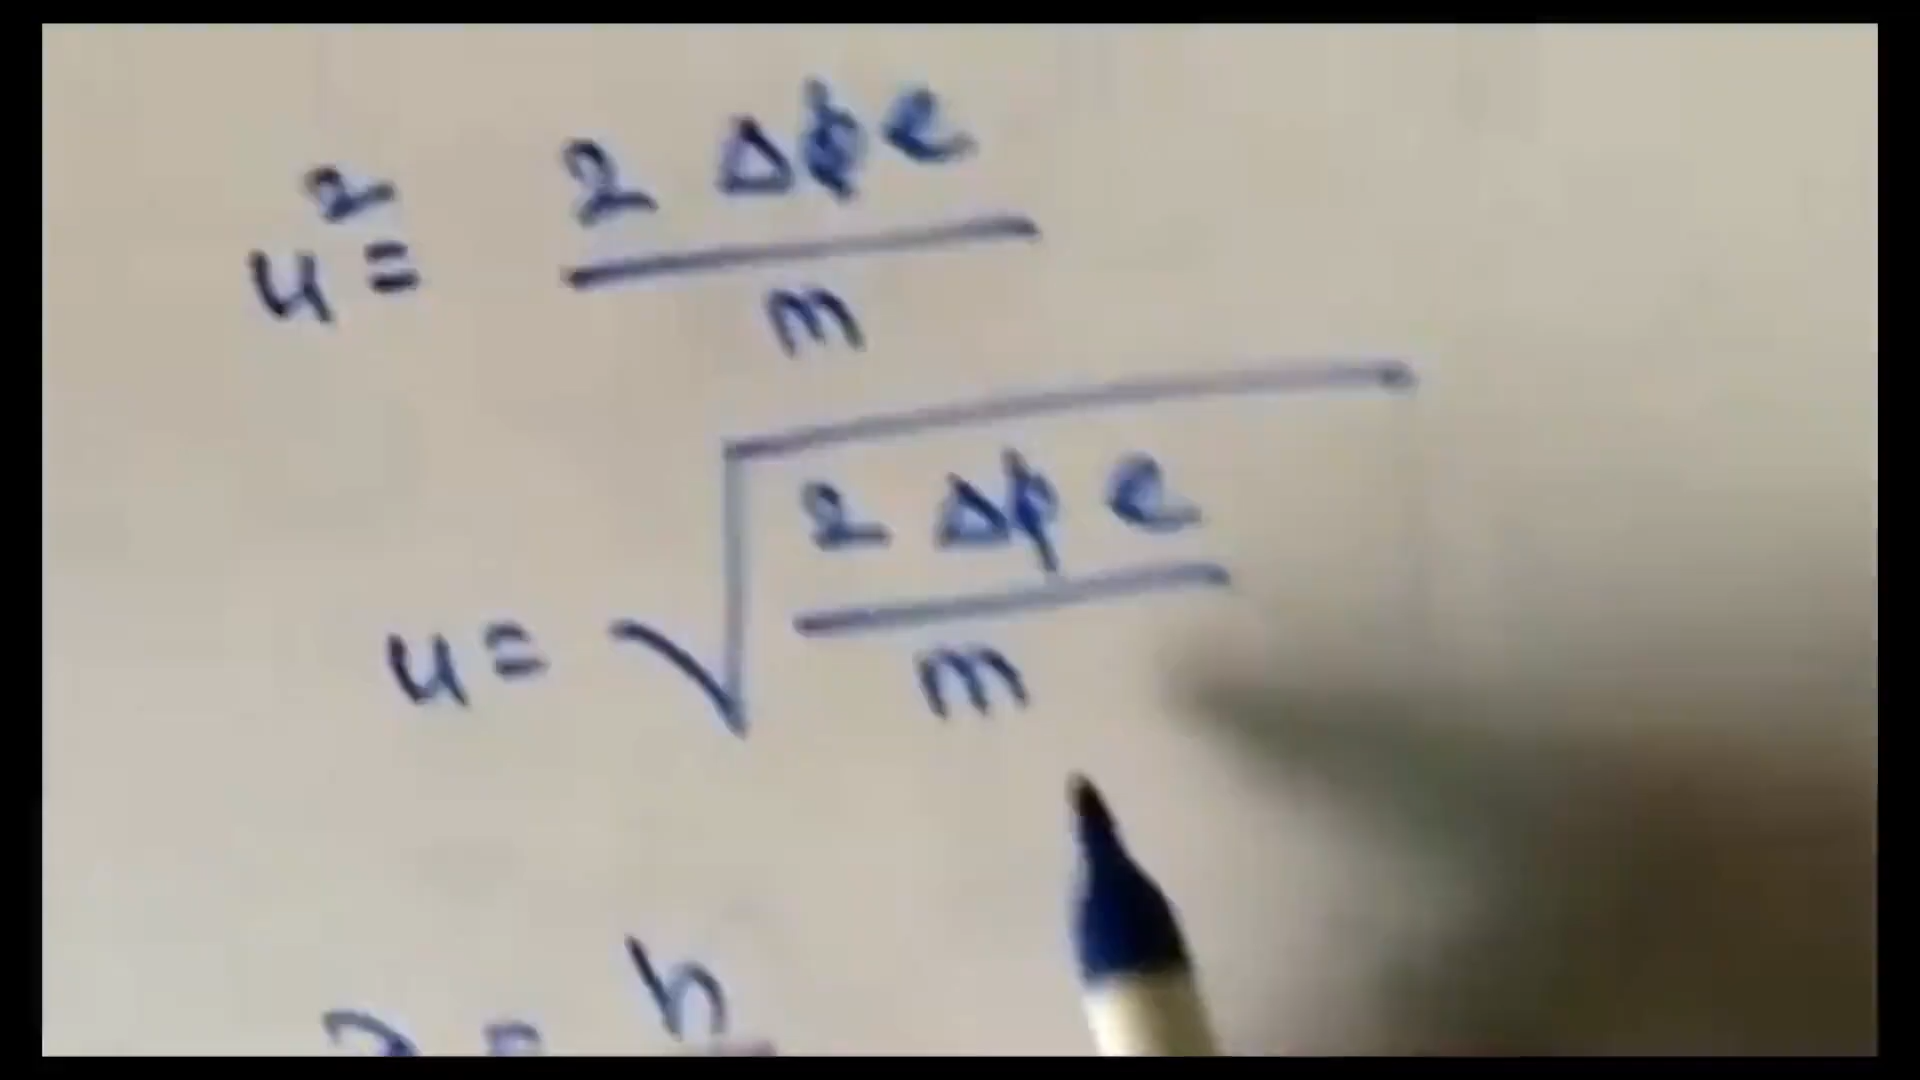 u² = 2 Δϕ e / m
u = √(2 Δϕ e / m)
λ = h